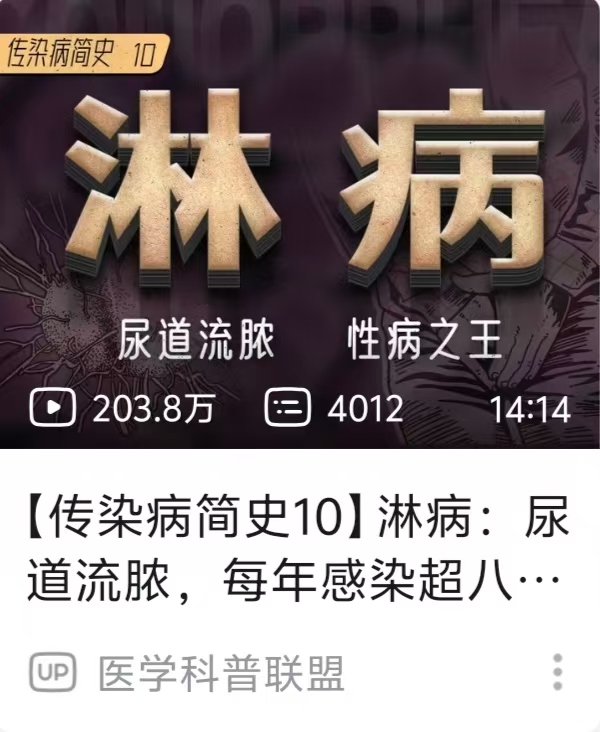 传染病简史 10
淋病
尿道流脓 性病之王
203.8万 4012 14:14
【传染病简史10】淋病：尿
道流脓，每年感染超八…
UP 医学科普联盟